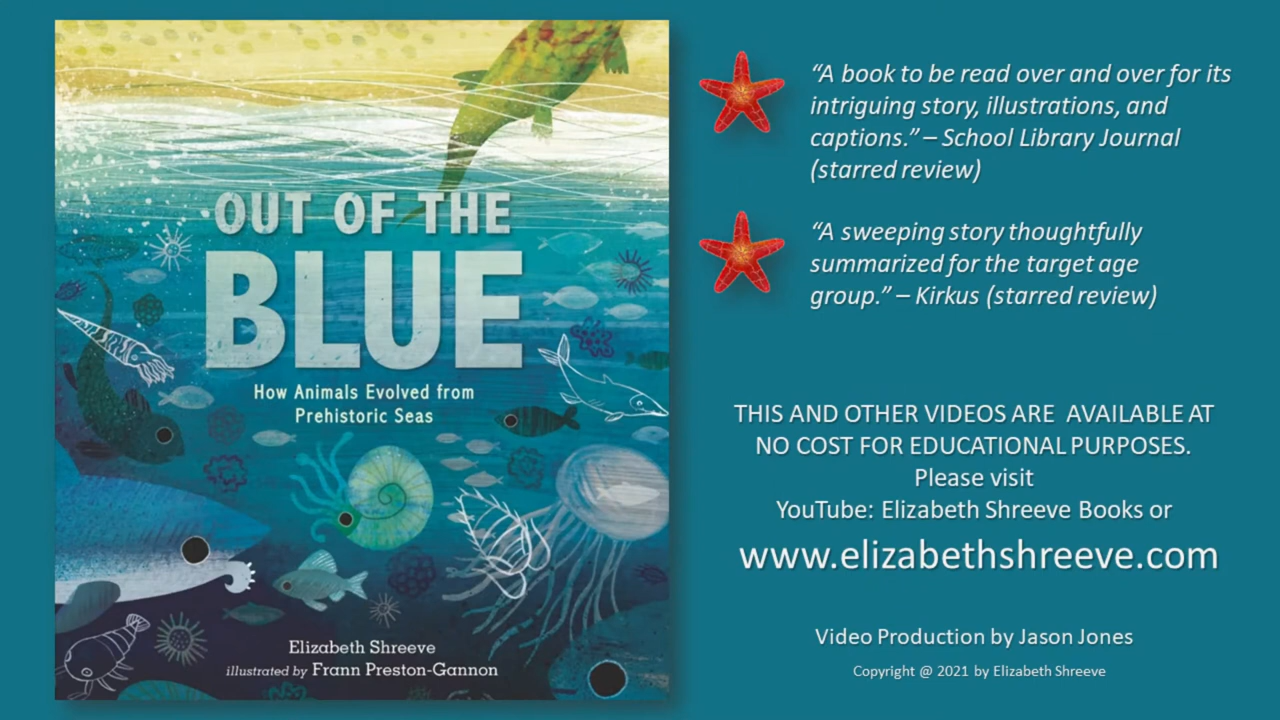 OUT OF THE
BLUE
How Animals Evolved from
Prehistoric Seas
Elizabeth Shreeve
illustrated by Frann Preston-Gannon
“A book to be read over and over for its
intriguing story, illustrations, and
captions.” – School Library Journal
(starred review)
“A sweeping story thoughtfully
summarized for the target age
group.” – Kirkus (starred review)
THIS AND OTHER VIDEOS ARE AVAILABLE AT
NO COST FOR EDUCATIONAL PURPOSES.
Please visit
YouTube: Elizabeth Shreeve Books or
www.elizabethshreeve.com
Video Production by Jason Jones
Copyright @ 2021 by Elizabeth Shreeve